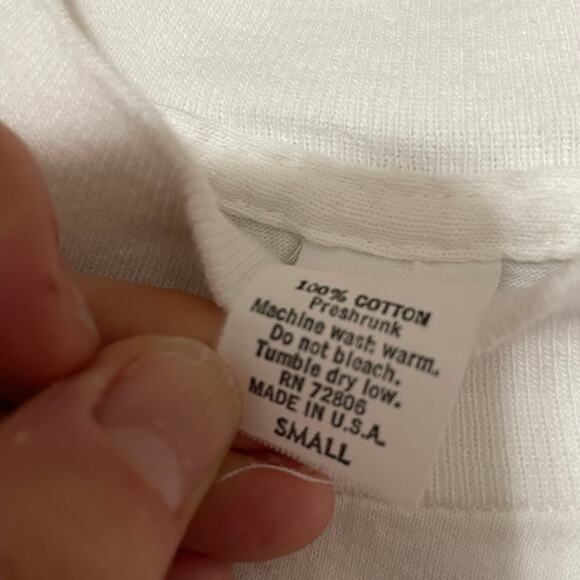 100% COTTON
Preshrunk
Machine wash warm.
Do not bleach.
Tumble dry low.
RN 72806
MADE IN U.S.A.
SMALL